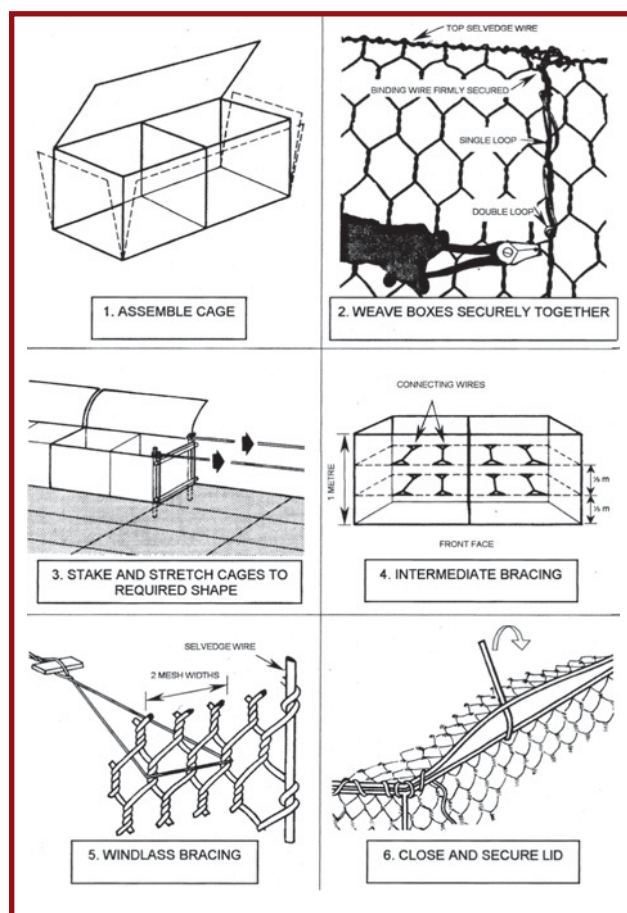 1. ASSEMBLE CAGE
TOP SELVEDGE WIRE
BINDING WIRE FIRMLY SECURED
SINGLE LOOP
DOUBLE LOOP
2. WEAVE BOXES SECURELY TOGETHER
3. STAKE AND STRETCH CAGES TO
REQUIRED SHAPE
CONNECTING WIRES
1 METRE
⅓ m
⅓ m
FRONT FACE
4. INTERMEDIATE BRACING
SELVEDGE WIRE
2 MESH WIDTHS
5. WINDLASS BRACING
6. CLOSE AND SECURE LID